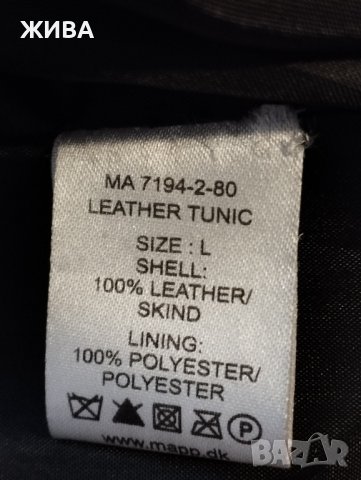 ЖИВА
MA 7194-2-80
LEATHER TUNIC
SIZE : L
SHELL:
100% LEATHER/
SKIND
LINING:
100% POLYESTER/
POLYESTER
P
www.mapp.dk
BAZAR